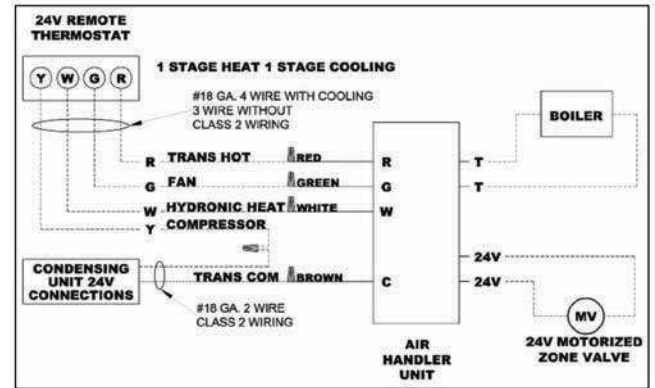 24V REMOTE
THERMOSTAT
Y W G R
1 STAGE HEAT 1 STAGE COOLING
#18 GA. 4 WIRE WITH COOLING
3 WIRE WITHOUT
CLASS 2 WIRING
BOILER
R TRANS HOT RED R T
G FAN GREEN G T
W HYDRONIC HEAT WHITE W
Y COMPRESSOR
24V
CONDENSING
UNIT 24V
CONNECTIONS
TRANS COM BROWN C 24V
#18 GA. 2 WIRE
CLASS 2 WIRING
MV
AIR
HANDLER
UNIT
24V MOTORIZED
ZONE VALVE